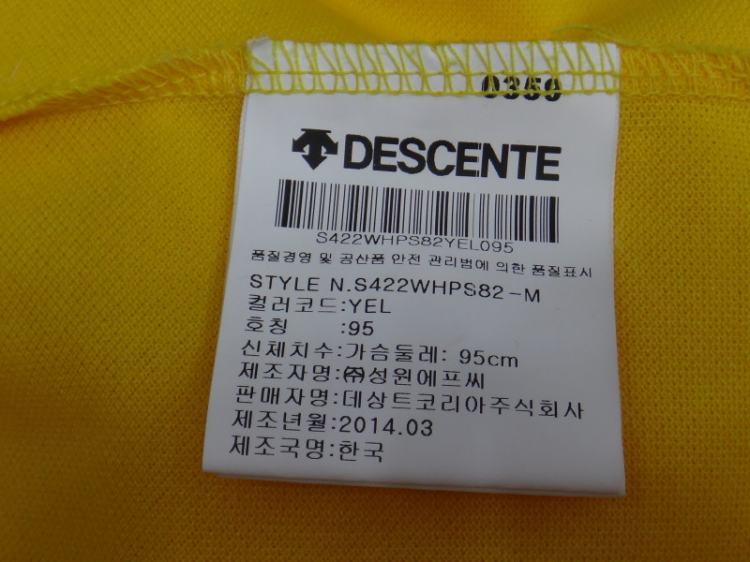 0350
DESCENTE
S422WHPS82YEL095
품질경영 및 공산품 안전 관리법에 의한 품질표시
STYLE N.S422WHPS82-M
컬러코드:YEL
호칭 :95
신체치수:가슴둘레: 95cm
제조자명:㈜성원에프씨
판매자명:데상트코리아주식회사
제조년월:2014.03
제조국명:한국